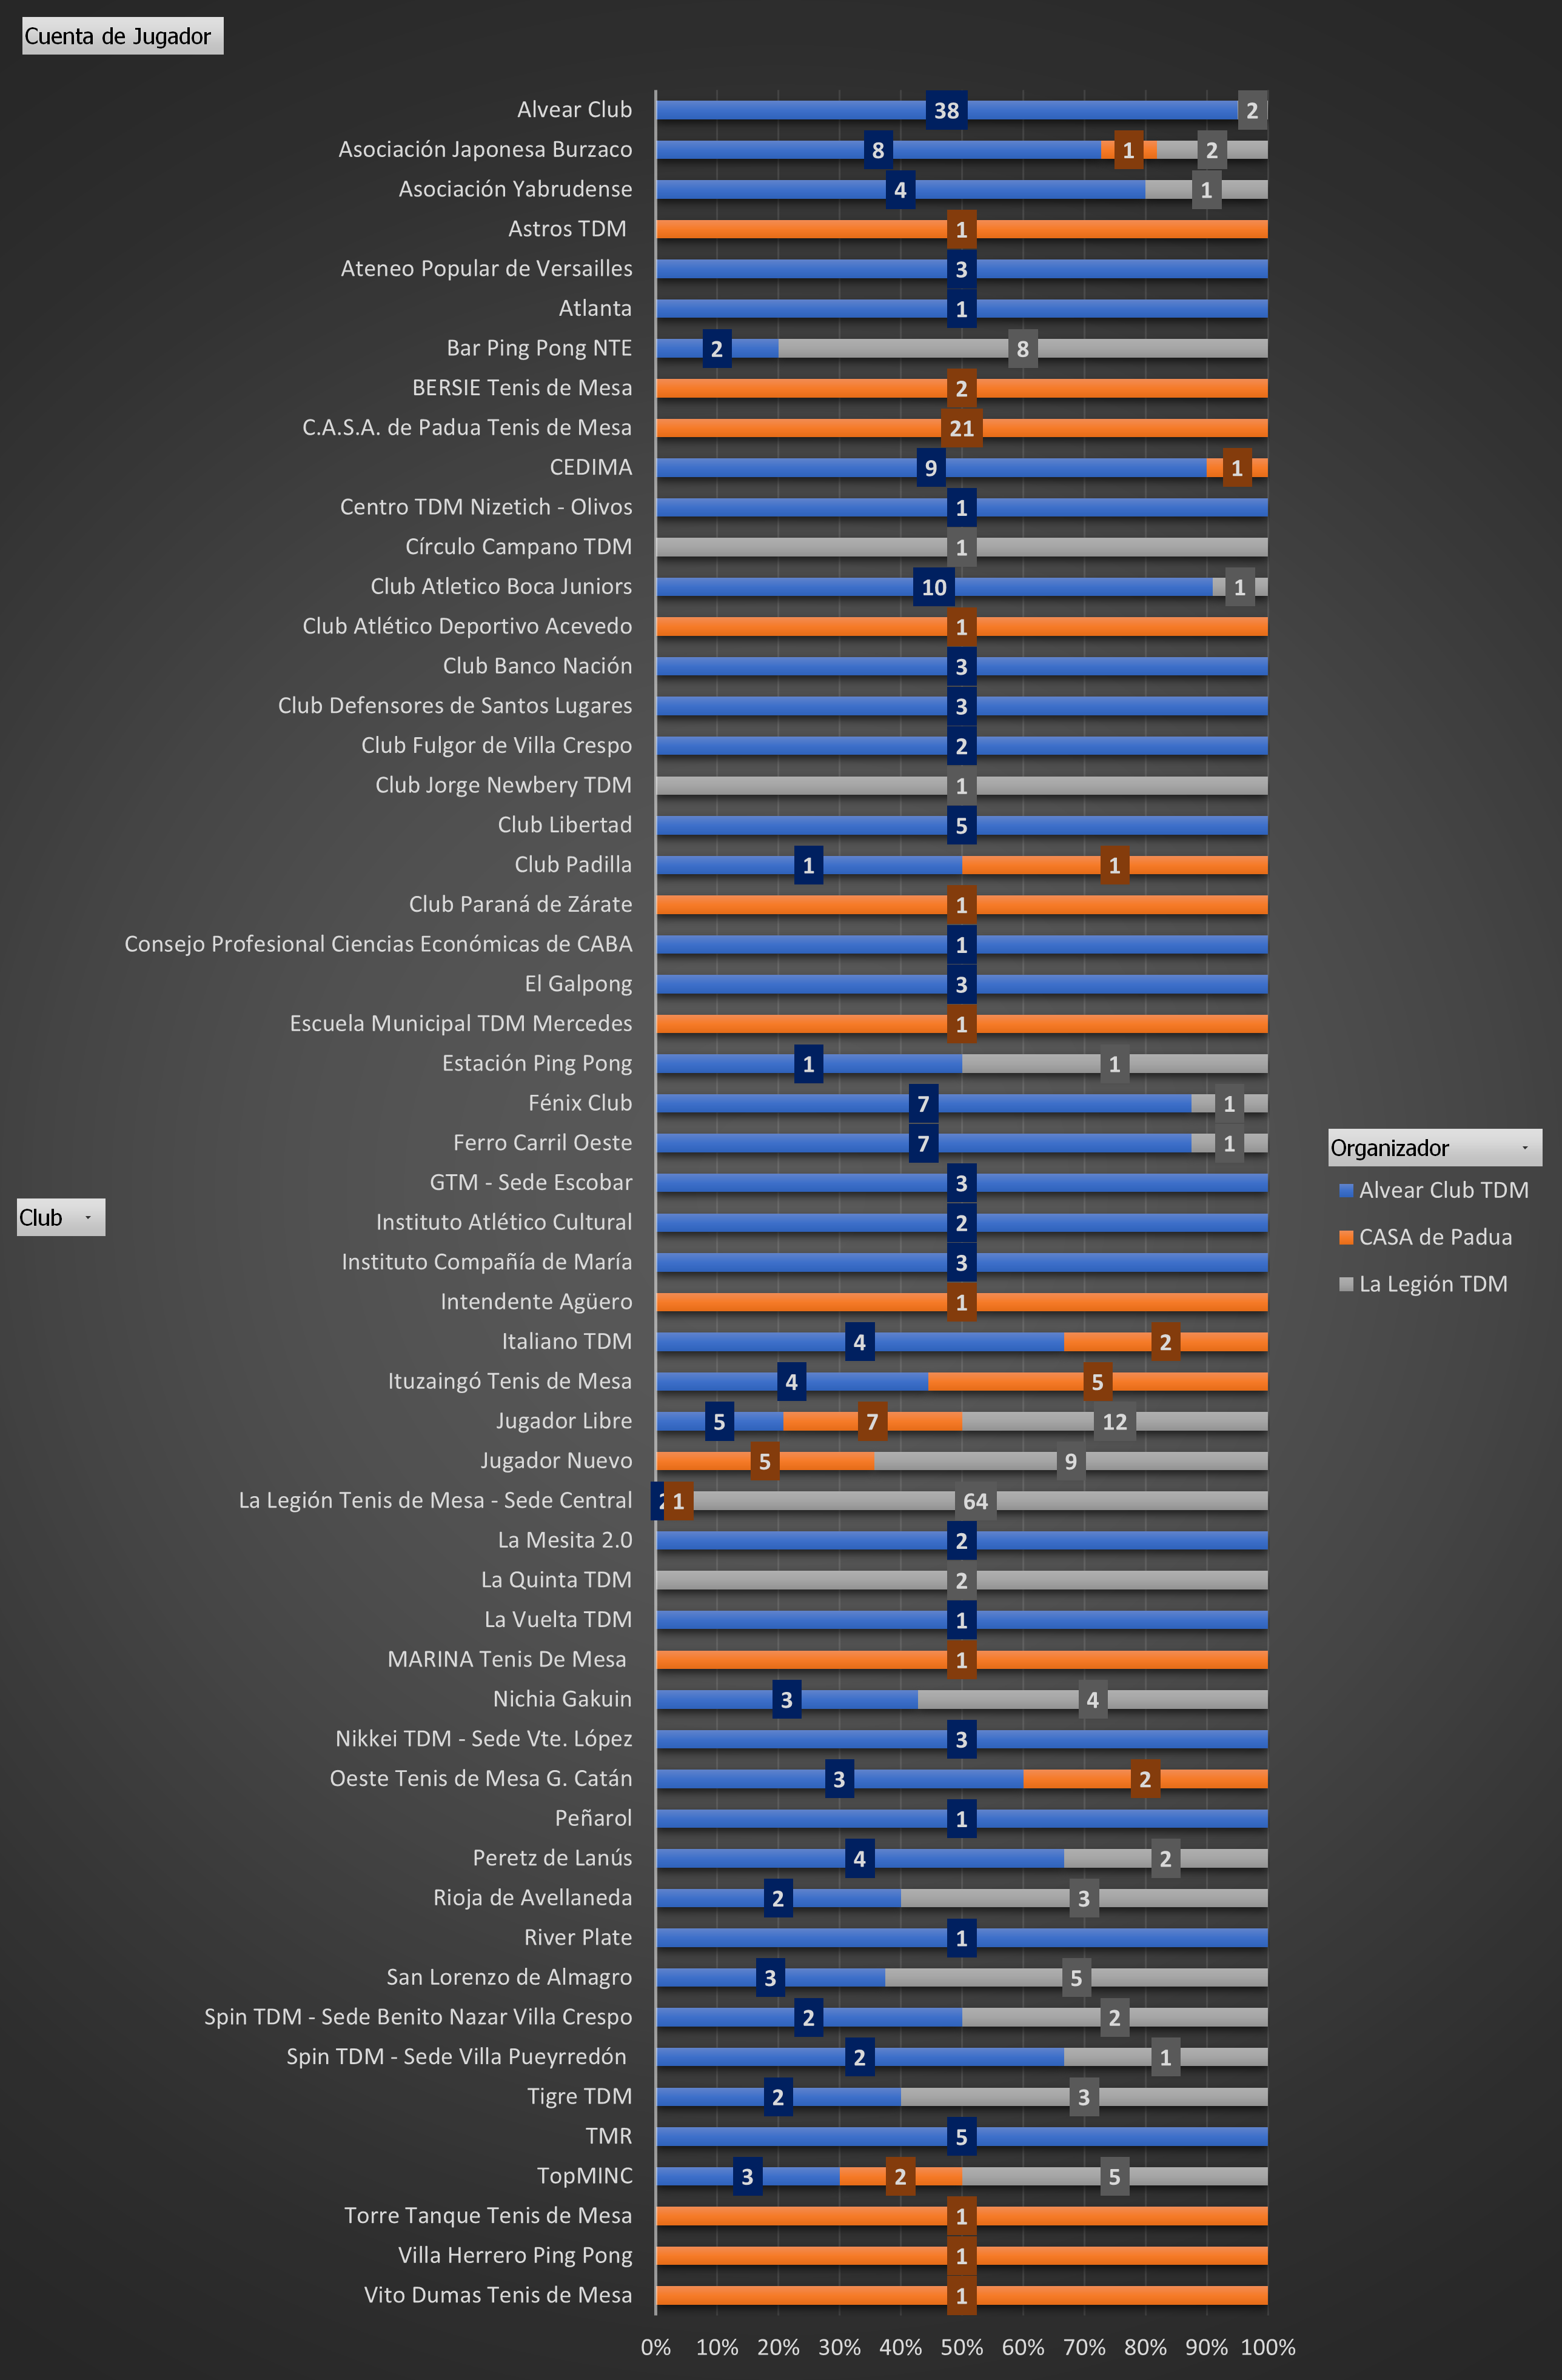 Cuenta de Jugador
Alvear Club 38 2
Asociación Japonesa Burzaco 8 1 2
Asociación Yabrudense 4 1
Astros TDM 1
Ateneo Popular de Versailles 3
Atlanta 1
Bar Ping Pong NTE 2 8
BERSIE Tenis de Mesa 2
C.A.S.A. de Padua Tenis de Mesa 21
CEDIMA 9 1
Centro TDM Nizetich - Olivos 1
Círculo Campano TDM 1
Club Atletico Boca Juniors 10 1
Club Atlético Deportivo Acevedo 1
Club Banco Nación 3
Club Defensores de Santos Lugares 3
Club Fulgor de Villa Crespo 2
Club Jorge Newbery TDM 1
Club Libertad 5
Club Padilla 1 1
Club Paraná de Zárate 1
Consejo Profesional Ciencias Económicas de CABA 1
El Galpong 3
Escuela Municipal TDM Mercedes 1
Estación Ping Pong 1 1
Fénix Club 7 1
Ferro Carril Oeste 7 1
GTM - Sede Escobar 3
Instituto Atlético Cultural 2
Instituto Compañía de María 3
Intendente Agüero 1
Italiano TDM 4 2
Ituzaingó Tenis de Mesa 4 5
Jugador Libre 5 7 12
Jugador Nuevo 5 9
La Legión Tenis de Mesa - Sede Central 2 1 64
La Mesita 2.0 2
La Quinta TDM 2
La Vuelta TDM 1
MARINA Tenis De Mesa 1
Nichia Gakuin 3 4
Nikkei TDM - Sede Vte. López 3
Oeste Tenis de Mesa G. Catán 3 2
Peñarol 1
Peretz de Lanús 4 2
Rioja de Avellaneda 2 3
River Plate 1
San Lorenzo de Almagro 3 5
Spin TDM - Sede Benito Nazar Villa Crespo 2 2
Spin TDM - Sede Villa Pueyrredón 2 1
Tigre TDM 2 3
TMR 5
TopMINC 3 2 5
Torre Tanque Tenis de Mesa 1
Villa Herrero Ping Pong 1
Vito Dumas Tenis de Mesa 1
0% 10% 20% 30% 40% 50% 60% 70% 80% 90% 100%
Club
Organizador
Alvear Club TDM
CASA de Padua
La Legión TDM